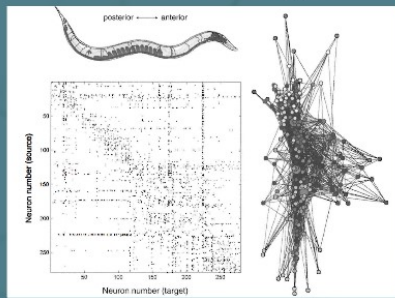 posterior ⟷ anterior
50
100
150
200
250
Neuron number (source)
50 100 150 200 250
Neuron number (target)